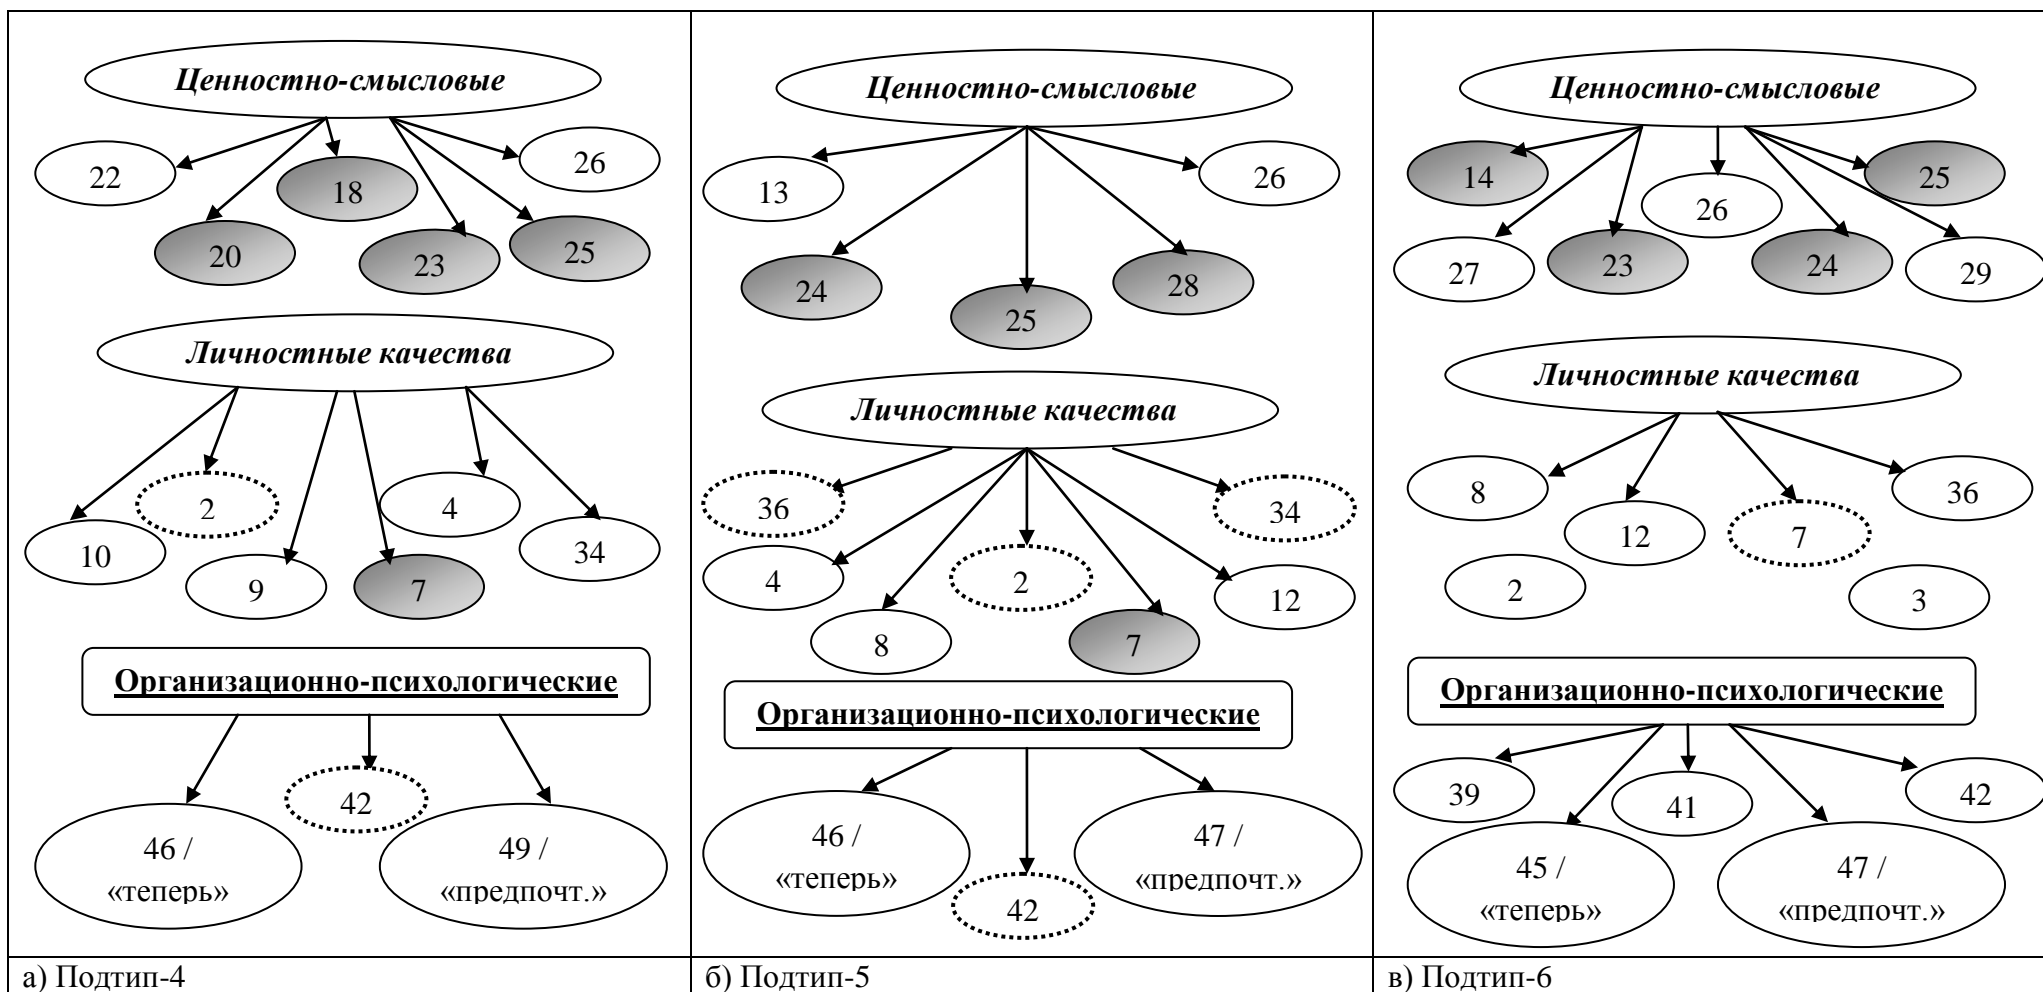 Ценностно-смысловые
22
18
26
20
23
25
Личностные качества
2
4
10
34
9
7
Организационно-психологические
42
46 /
«теперь»
49 /
«предпочт.»
а) Подтип-4
Ценностно-смысловые
13
26
24
28
25
Личностные качества
36
34
4
2
12
8
7
Организационно-психологические
46 /
«теперь»
47 /
«предпочт.»
42
б) Подтип-5
Ценностно-смысловые
14
25
26
27
23
24
29
Личностные качества
8
36
12
7
2
3
Организационно-психологические
39
41
42
45 /
«теперь»
47 /
«предпочт.»
в) Подтип-6